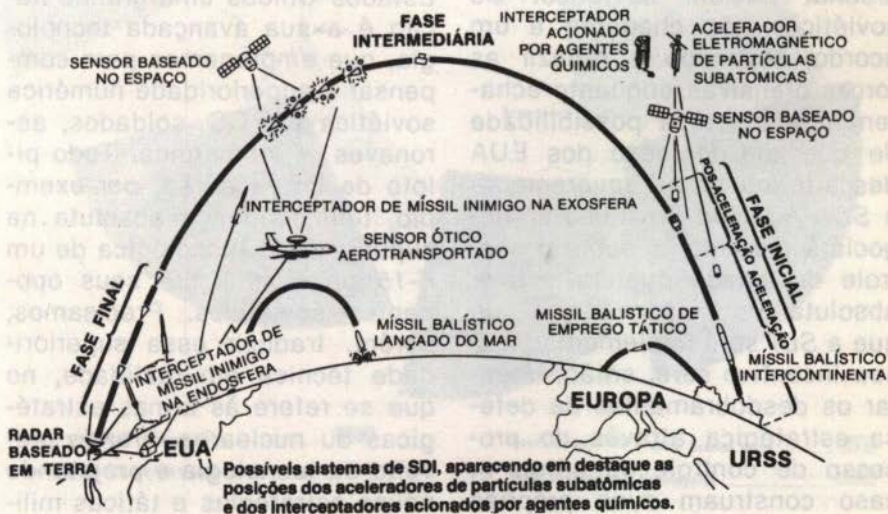 FASE
INTERMEDIÁRIA
SENSOR BASEADO
NO ESPAÇO
INTERCEPTADOR
ACIONADO
POR AGENTES
QUIMICOS
ACELERADOR
ELETROMAGNÉTICO
DE PARTÍCULAS
SUBATÔMICAS
SENSOR BASEADO
NO ESPAÇO
INTERCEPTADOR DE MÍSSIL INIMIGO NA EXOSFERA
SENSOR ÓTICO
AEROTRANSPORTADO
FASE INICIAL
PÓS-ACELERAÇÃO
ACELERAÇÃO
FASE FINAL
INTERCEPTADOR DE
MÍSSIL INIMIGO
NA ENDOSFERA
MÍSSIL BALÍSTICO
LANÇADO DO MAR
MÍSSIL BALISTICO DE
EMPREGO TÁTICO
MÍSSIL BALÍSTICO
INTERCONTINENTA
RADAR
BASEADO
EM TERRA
EUA
EUROPA
URSS
Possíveis sistemas de SDI, aparecendo em destaque as
posições dos aceleradores de partículas subatômicas
e dos interceptadores acionados por agentes químicos.